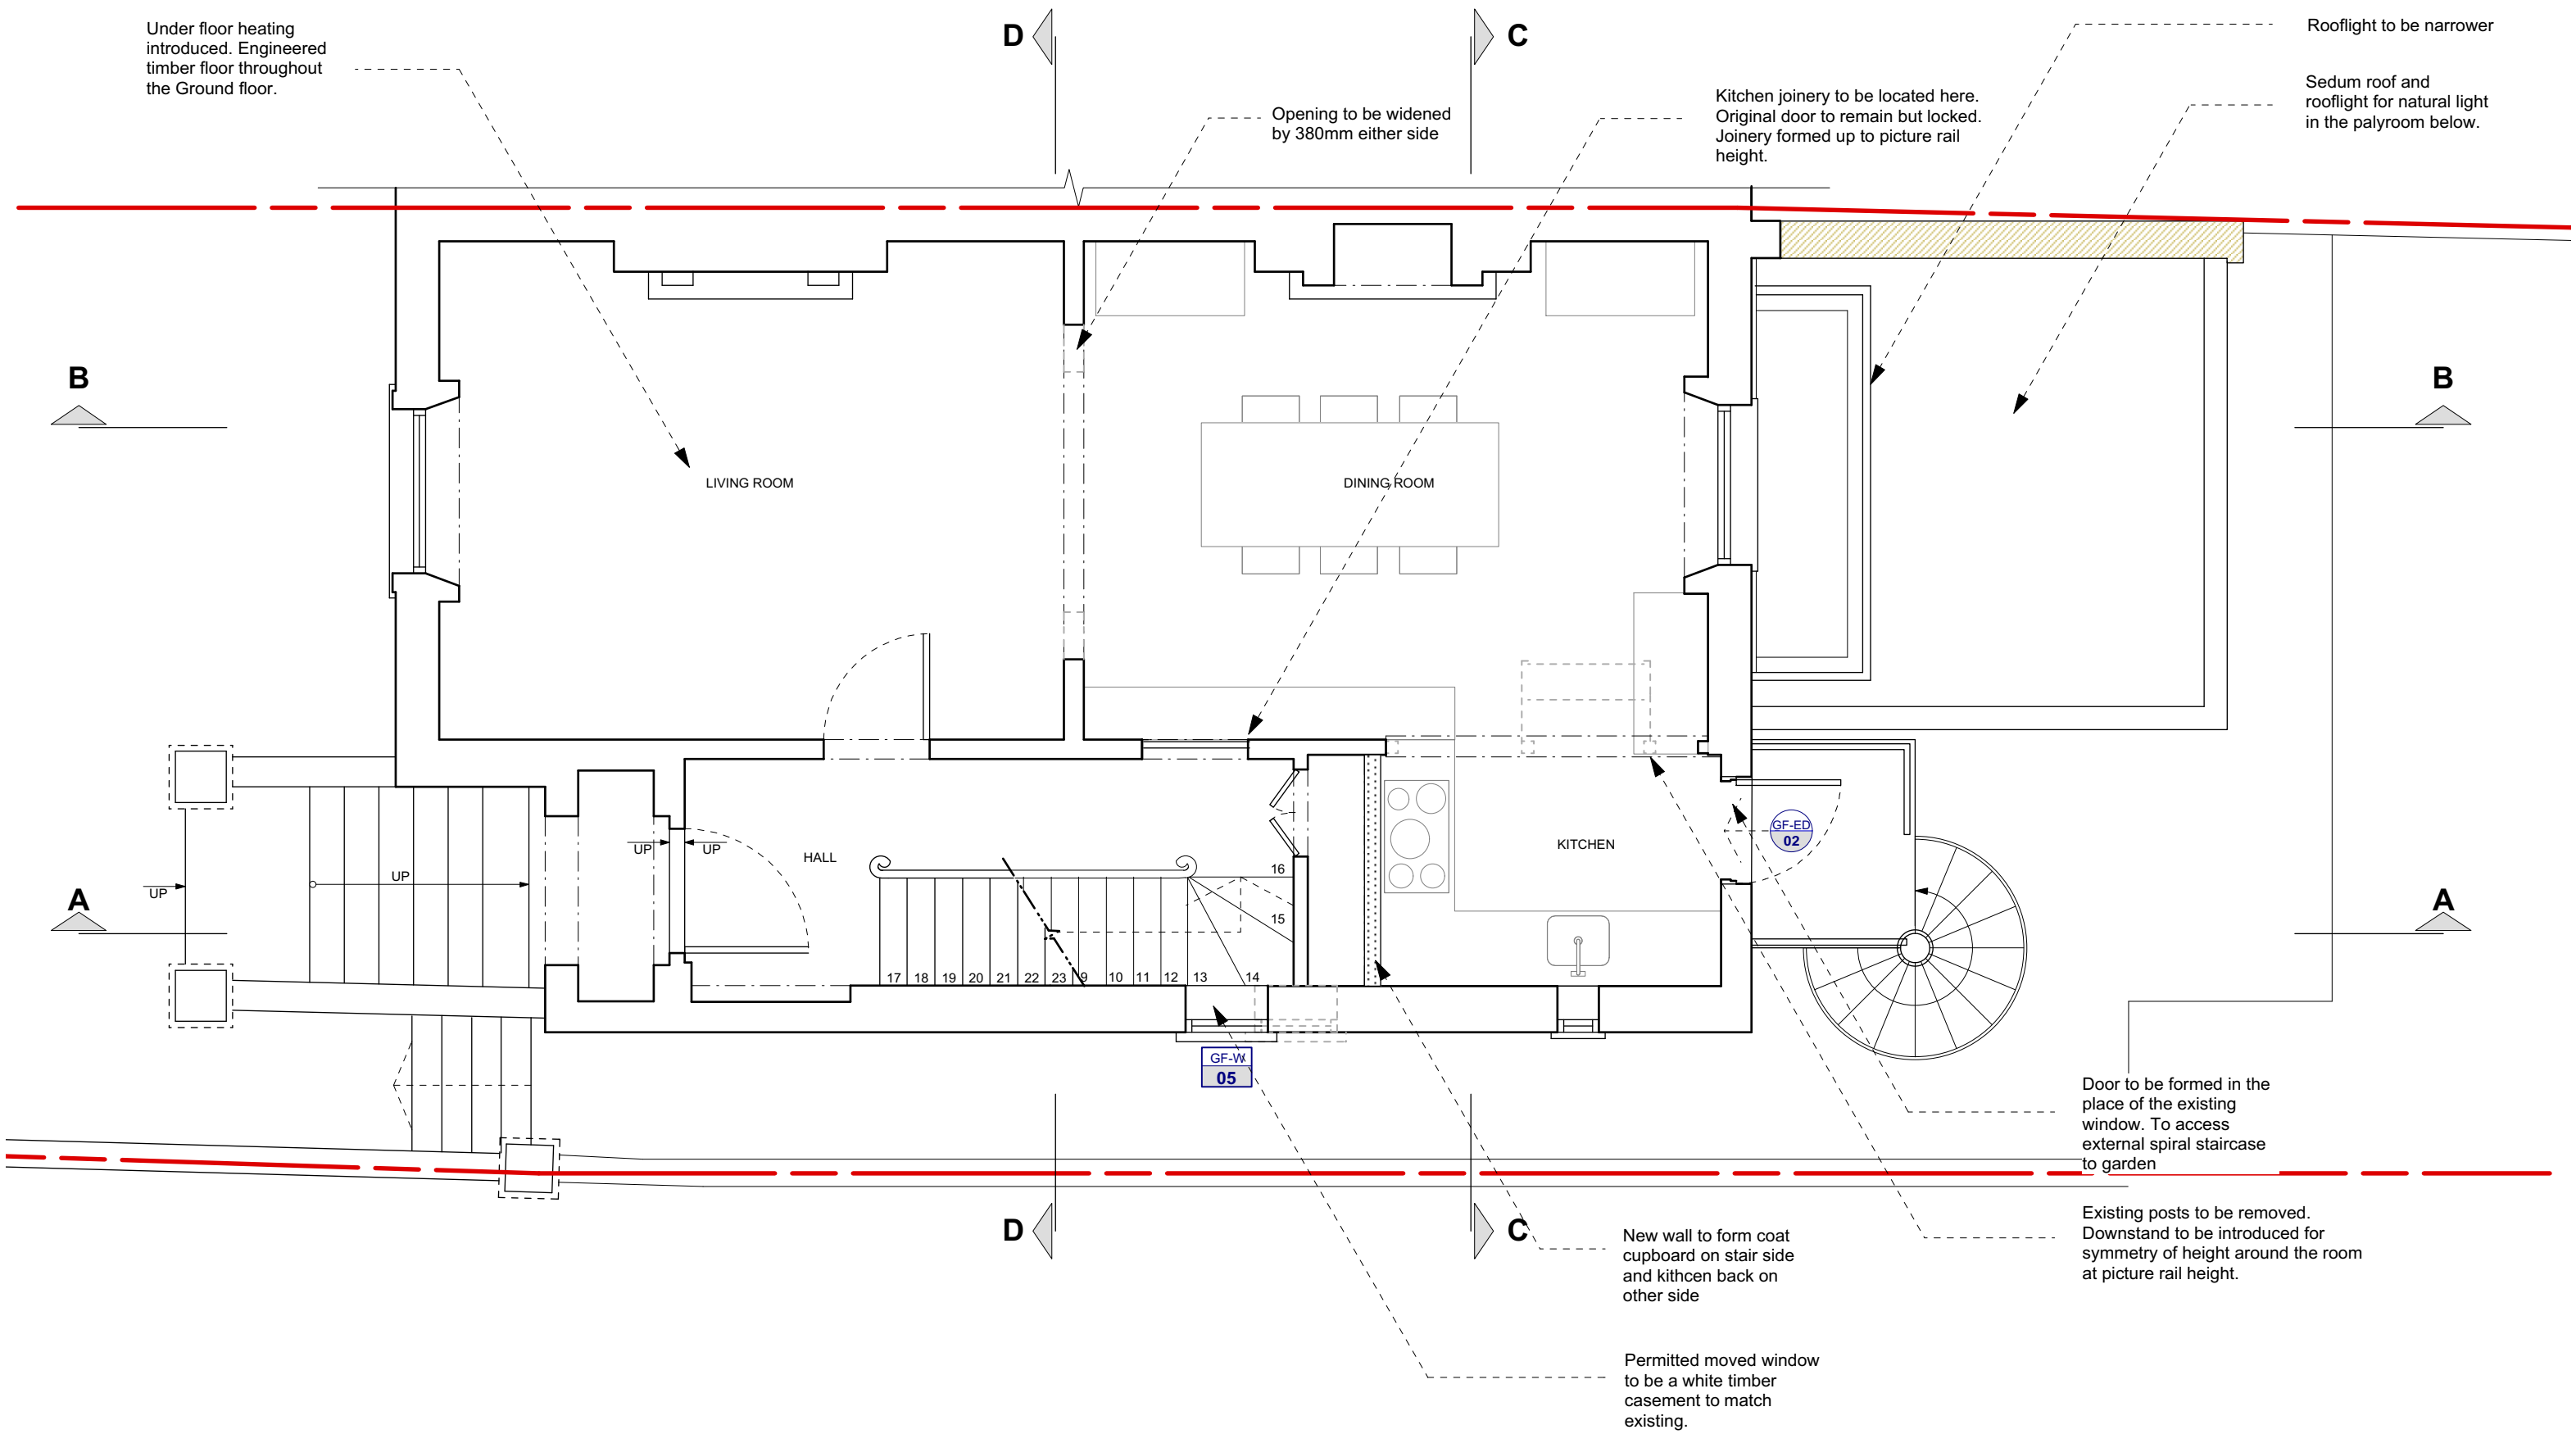 Under floor heating
introduced. Engineered
timber floor throughout
the Ground floor.
D
C
Opening to be widened
by 380mm either side
Kitchen joinery to be located here.
Original door to remain but locked.
Joinery formed up to picture rail
height.
Rooflight to be narrower
Sedum roof and
rooflight for natural light
in the palyroom below.
B
B
LIVING ROOM
DINING ROOM
UP
UP
UP
UP
HALL
KITCHEN
GF-ED
02
A
A
16
15
17 18 19 20 21 22 23 9 10 11 12 13 14
GF-W
05
Door to be formed in the
place of the existing
window. To access
external spiral staircase
to garden
D
C
New wall to form coat
cupboard on stair side
and kithcen back on
other side
Existing posts to be removed.
Downstand to be introduced for
symmetry of height around the room
at picture rail height.
Permitted moved window
to be a white timber
casement to match
existing.